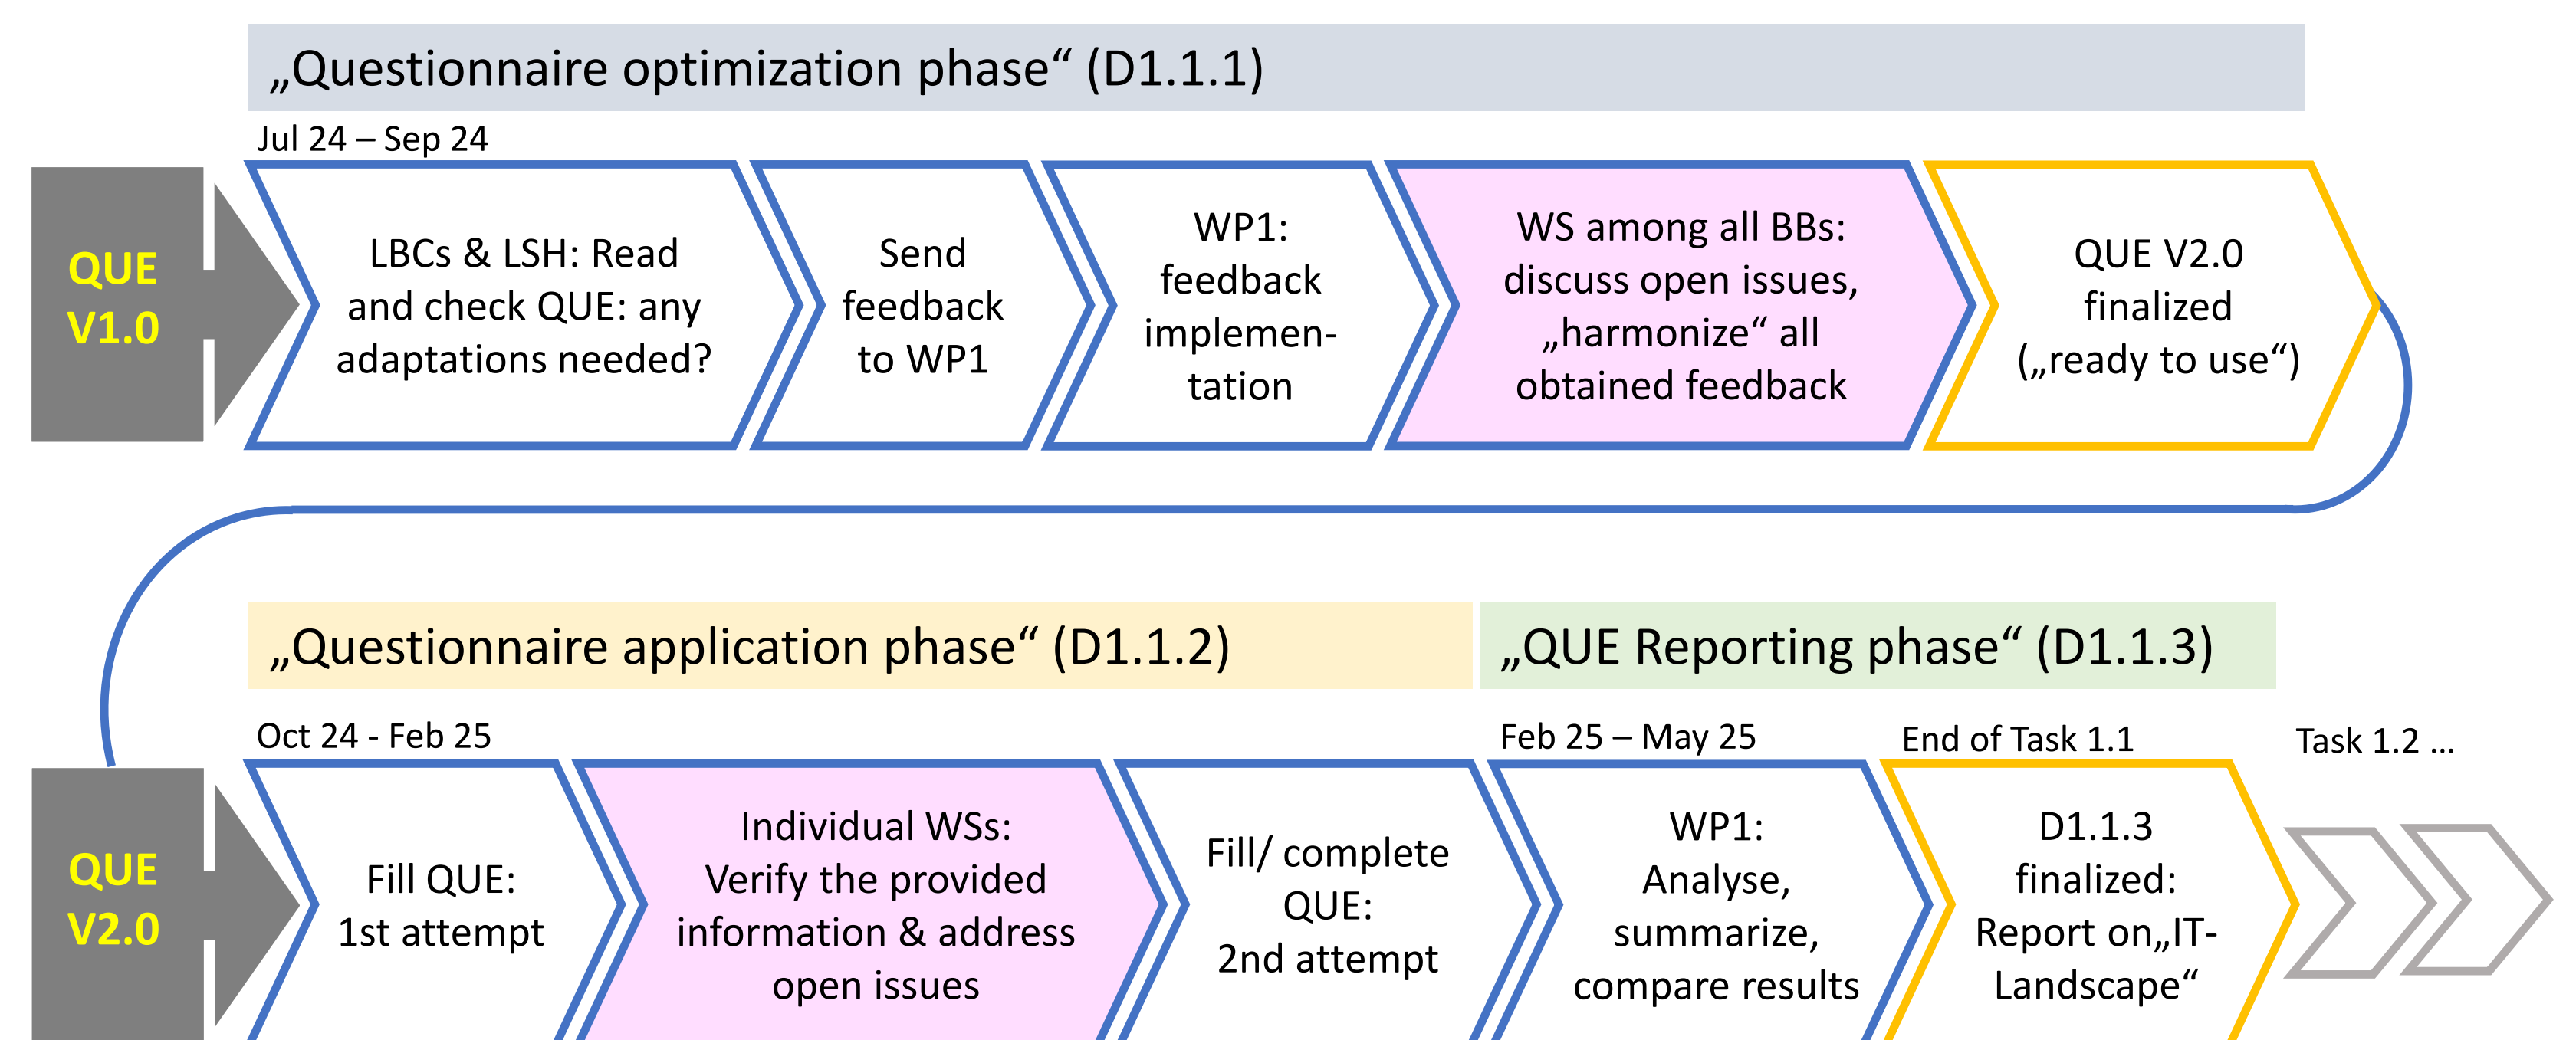 „Questionnaire optimization phase“ (D1.1.1)
Jul 24 – Sep 24
QUE
V1.0
LBCs & LSH: Read
and check QUE: any
adaptations needed?
Send
feedback
to WP1
WP1:
feedback
implemen-
tation
WS among all BBs:
discuss open issues,
„harmonize“ all
obtained feedback
QUE V2.0
finalized
(„ready to use“)
„Questionnaire application phase“ (D1.1.2)
„QUE Reporting phase“ (D1.1.3)
Oct 24 - Feb 25
Feb 25 – May 25
End of Task 1.1
Task 1.2 ...
QUE
V2.0
Fill QUE:
1st attempt
Individual WSs:
Verify the provided
information & address
open issues
Fill/ complete
QUE:
2nd attempt
WP1:
Analyse,
summarize,
compare results
D1.1.3
finalized:
Report on„IT-
Landscape“